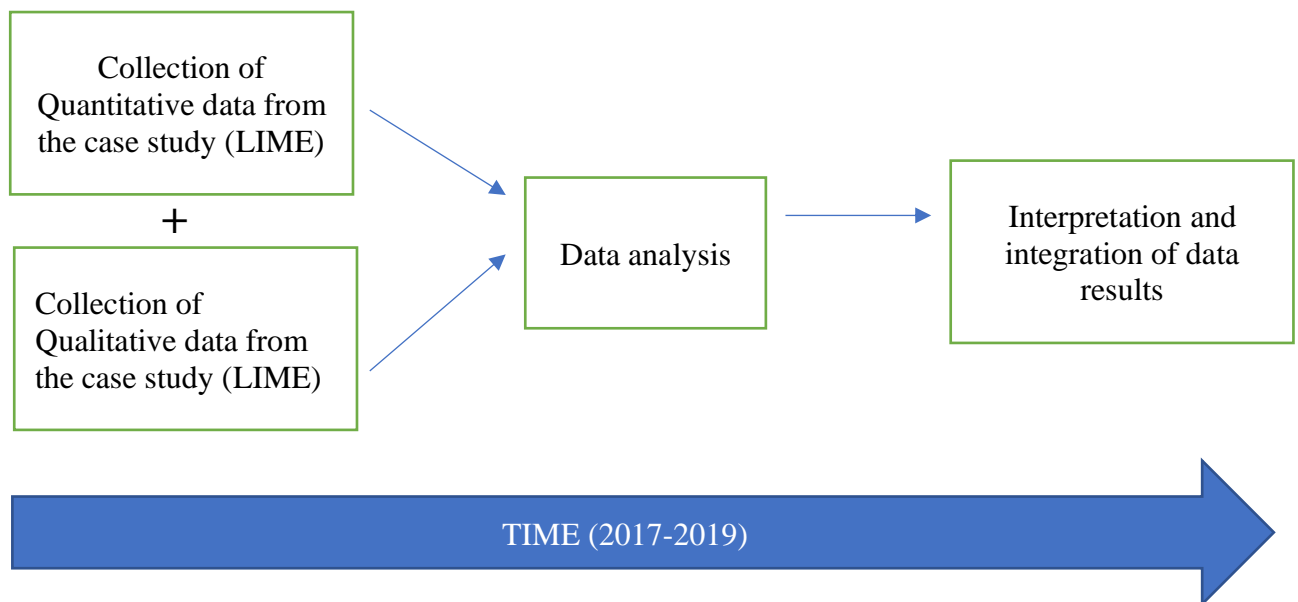 Collection of
Quantitative data from
the case study (LIME)
+
Collection of
Qualitative data from
the case study (LIME)
Data analysis
Interpretation and
integration of data
results
TIME (2017-2019)